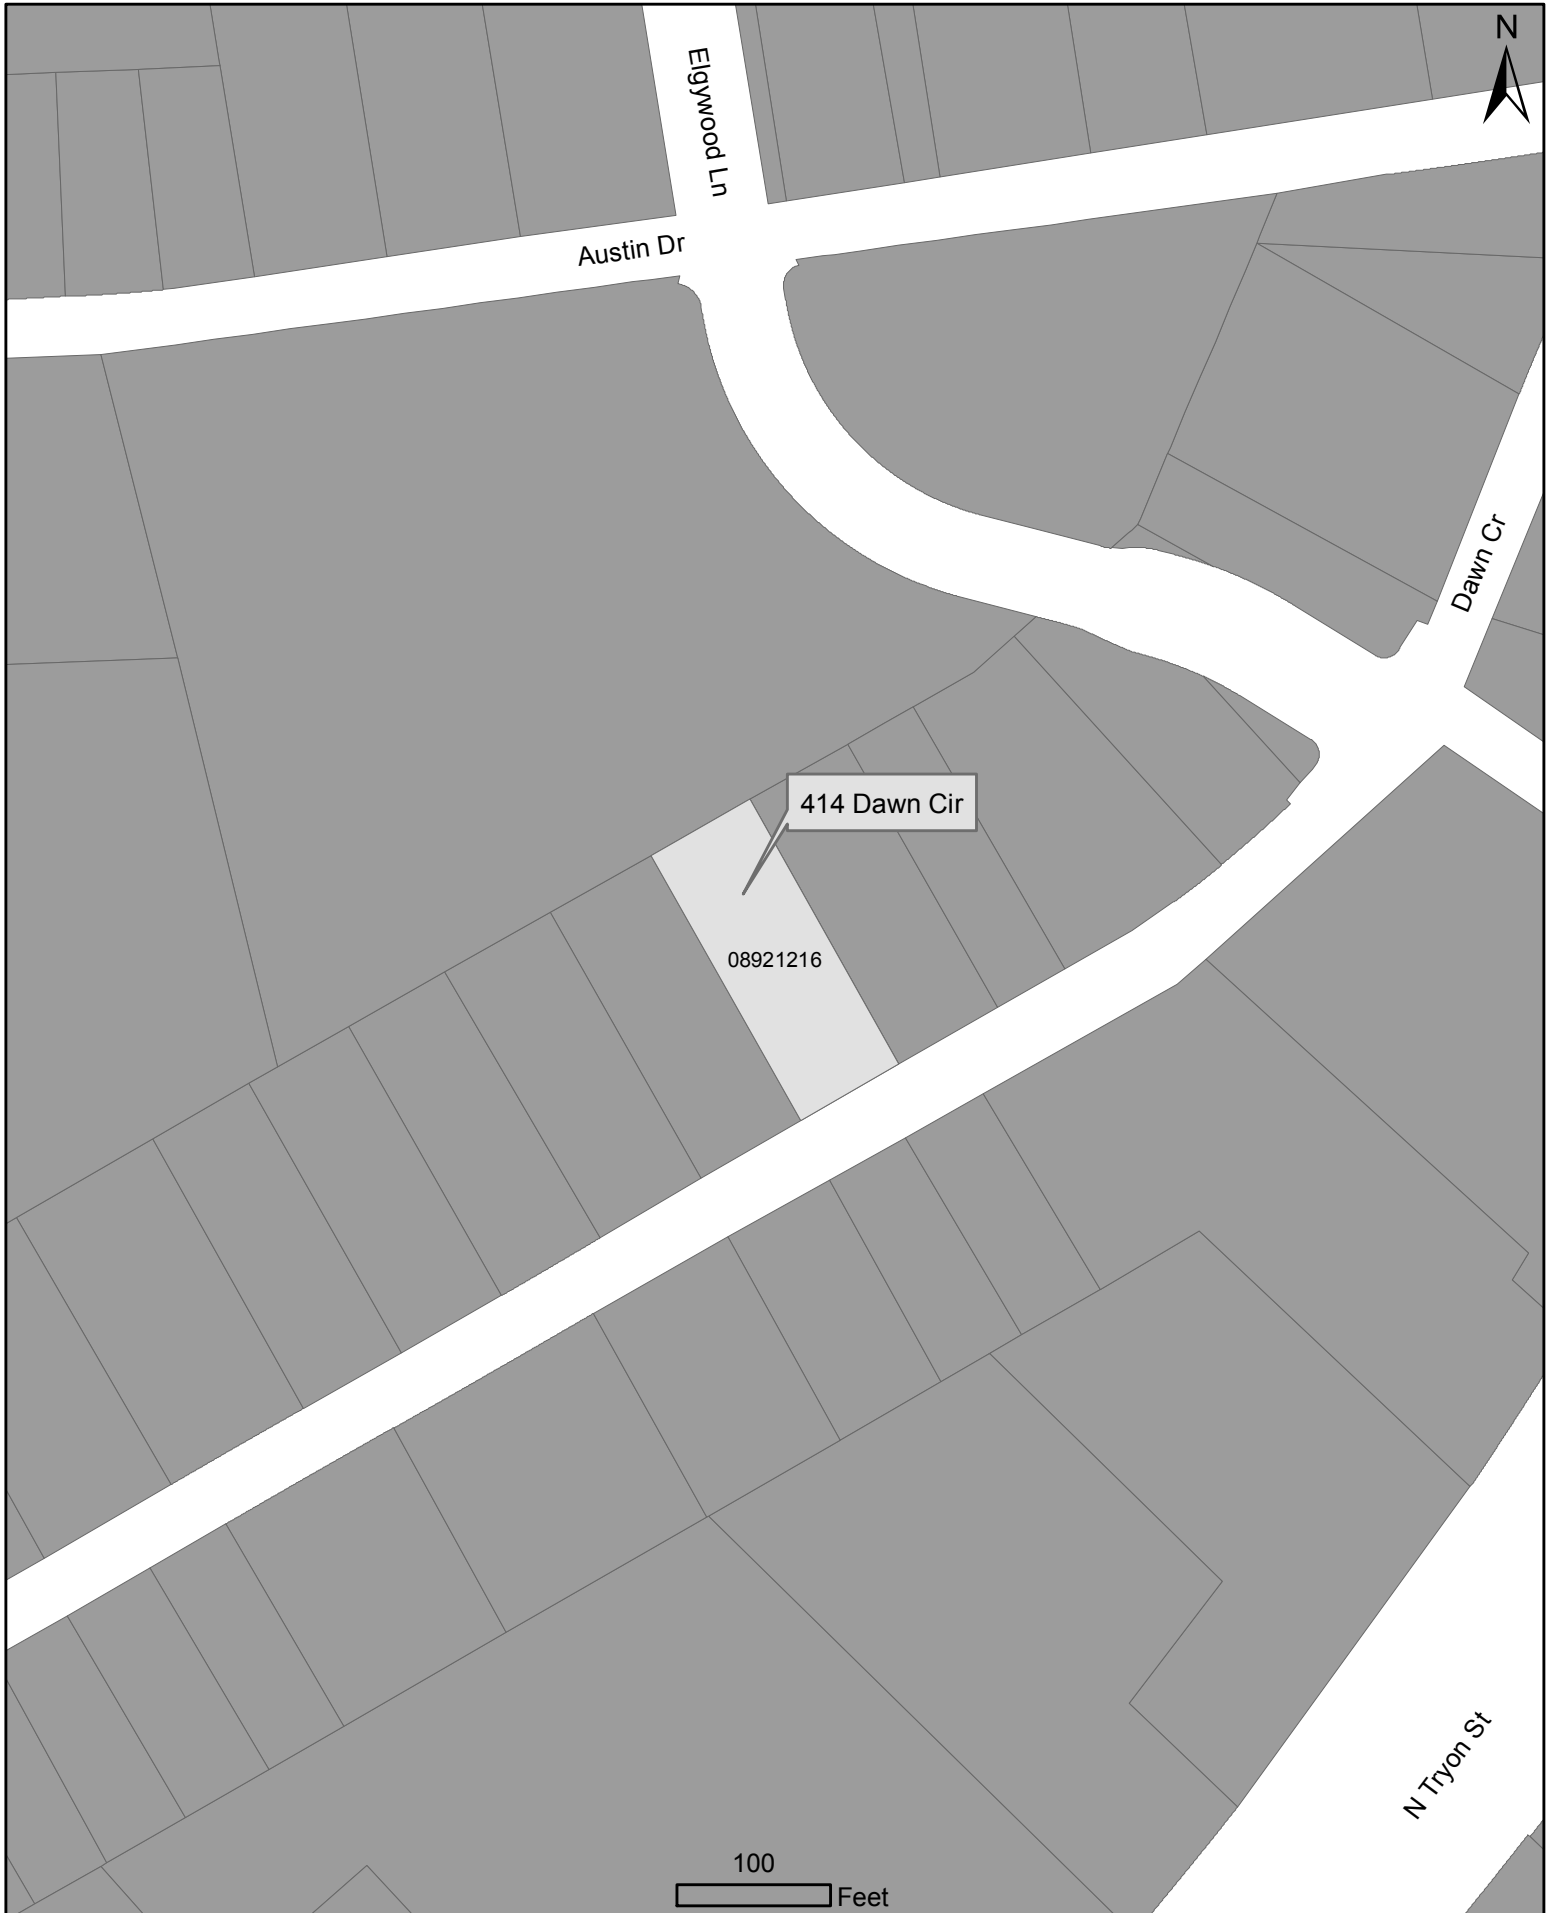 N
Elgywood Ln
Austin Dr
Dawn Cr
414 Dawn Cir
08921216
N Tryon St
100
Feet